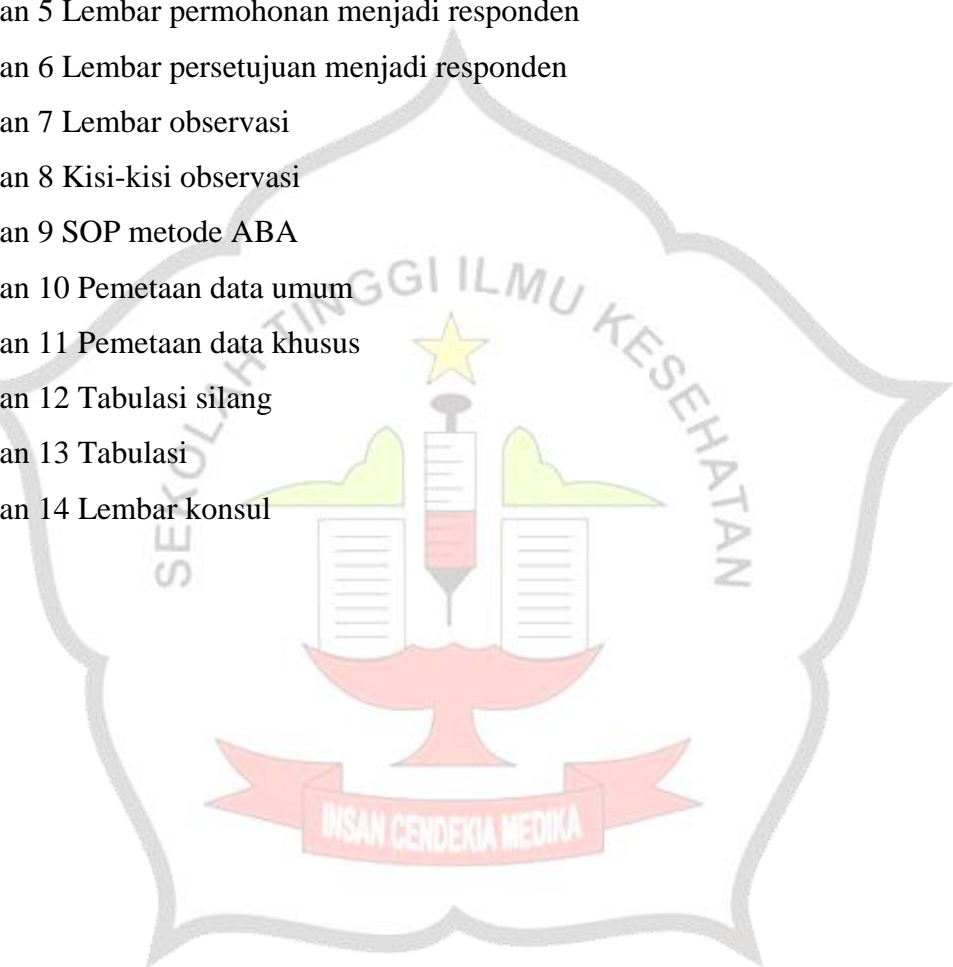 an 5 Lembar permohonan menjadi responden
an 6 Lembar persetujuan menjadi responden
an 7 Lembar observasi
an 8 Kisi-kisi observasi
an 9 SOP metode ABA
an 10 Pemetaan data umum
an 11 Pemetaan data khusus
an 12 Tabulasi silang
an 13 Tabulasi
an 14 Lembar konsul
SEKOLAH TINGGI ILMU KESEHATAN
INSAN CENDEKIA MEDIKA